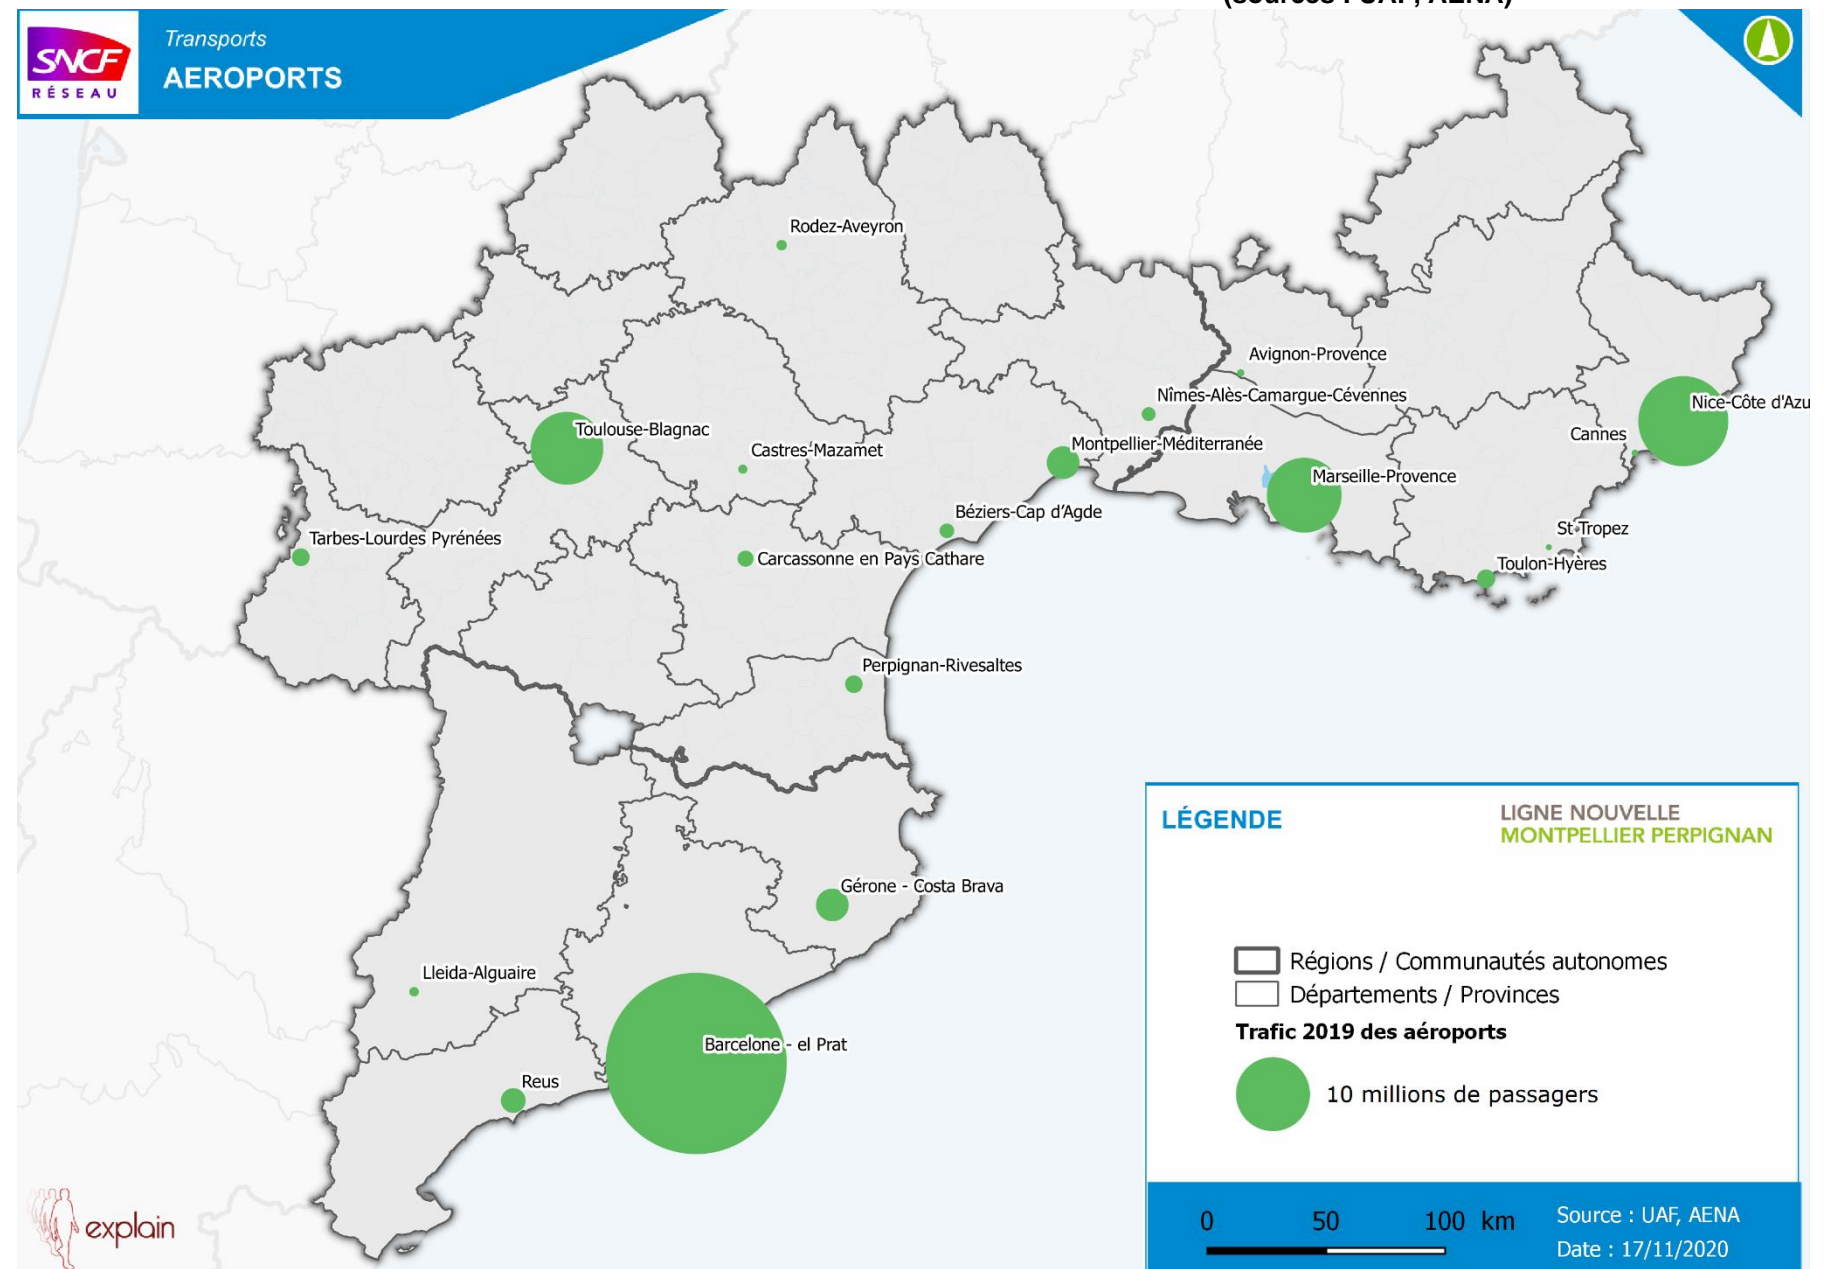 (sources : UAF, AENA)
SNCF
RÉSEAU
Transports
AEROPORTS
Rodez-Aveyron
Avignon-Provence
Nîmes-Alès-Camargue-Cévennes
Nice-Côte d'Azu
Toulouse-Blagnac
Cannes
Castres-Mazamet
Montpellier-Méditerranée
Marseille-Provence
Béziers-Cap d'Agde
St Tropez
Tarbes-Lourdes Pyrénées
Carcassonne en Pays Cathare
Toulon-Hyères
Perpignan-Rivesaltes
Gérone - Costa Brava
Lleida-Alguaire
Barcelone - el Prat
Reus
LÉGENDE
LIGNE NOUVELLE
MONTPELLIER PERPIGNAN
Régions / Communautés autonomes
Départements / Provinces
Trafic 2019 des aéroports
10 millions de passagers
0 50 100 km
Source : UAF, AENA
Date : 17/11/2020
explain